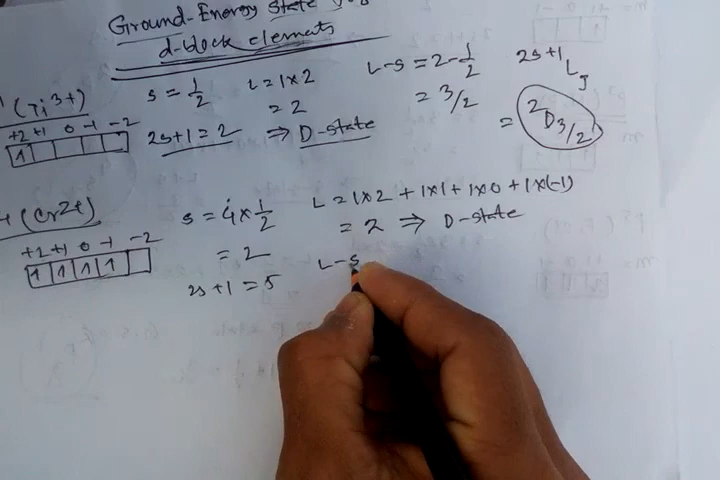 Ground-Energy State
d-block elements
(Ti3+)
+2 +1 0 -1 -2
1
s = 1/2
2s+1 = 2
L = 1×2
= 2
⇒ D-state
L-s = 2-1/2
= 3/2
2s+1 L J
= 2D3/2
(Cr2+)
+2 +1 0 -1 -2
1 1 1 1
s = 4×1/2
= 2
2s+1 = 5
L = 1×2 + 1×1 + 1×0 + 1×(-1)
= 2 ⇒ D-state
L-s